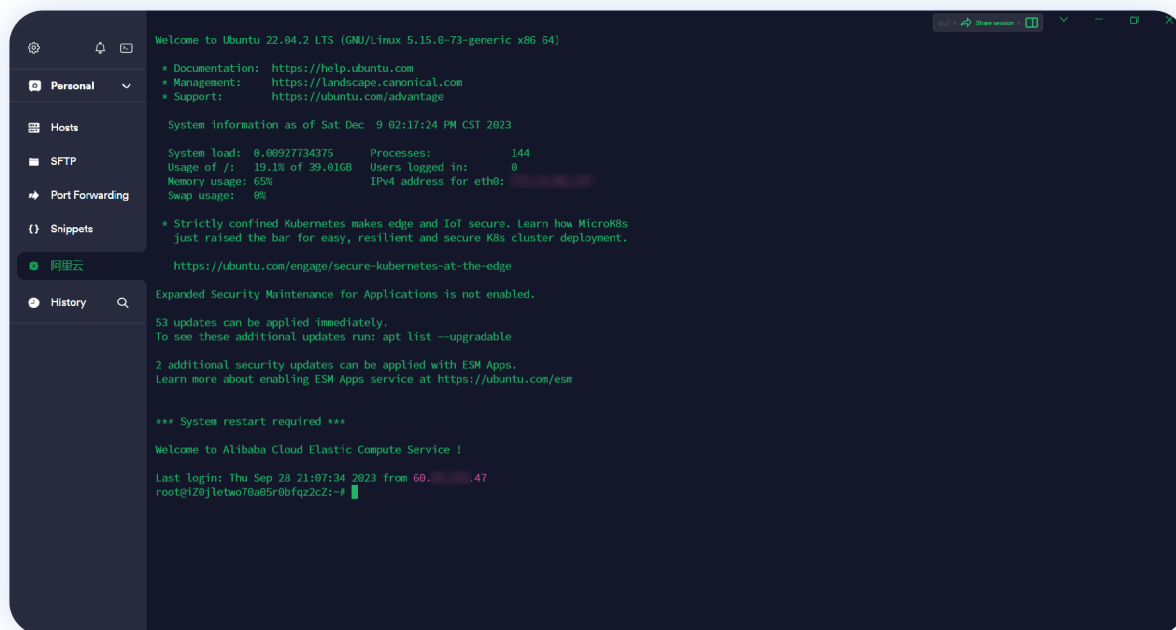 Share session
Personal
Hosts
SFTP
Port Forwarding
{} Snippets
阿里云
History
Welcome to Ubuntu 22.04.2 LTS (GNU/Linux 5.15.0-73-generic x86_64)
* Documentation: https://help.ubuntu.com
* Management: https://landscape.canonical.com
* Support: https://ubuntu.com/advantage
System information as of Sat Dec 9 02:17:24 PM CST 2023
System load: 0.00927734375 Processes: 144
Usage of /: 19.1% of 39.01GB Users logged in: 0
Memory usage: 65% IPv4 address for eth0:
Swap usage: 0%
* Strictly confined Kubernetes makes edge and IoT secure. Learn how MicroK8s
just raised the bar for easy, resilient and secure K8s cluster deployment.
https://ubuntu.com/engage/secure-kubernetes-at-the-edge
Expanded Security Maintenance for Applications is not enabled.
53 updates can be applied immediately.
To see these additional updates run: apt list --upgradable
2 additional security updates can be applied with ESM Apps.
Learn more about enabling ESM Apps service at https://ubuntu.com/esm
*** System restart required ***
Welcome to Alibaba Cloud Elastic Compute Service !
Last login: Thu Sep 28 21:07:34 2023 from 60. .47
root@iZ0jletwo70a05r0bfqz2cZ:~#